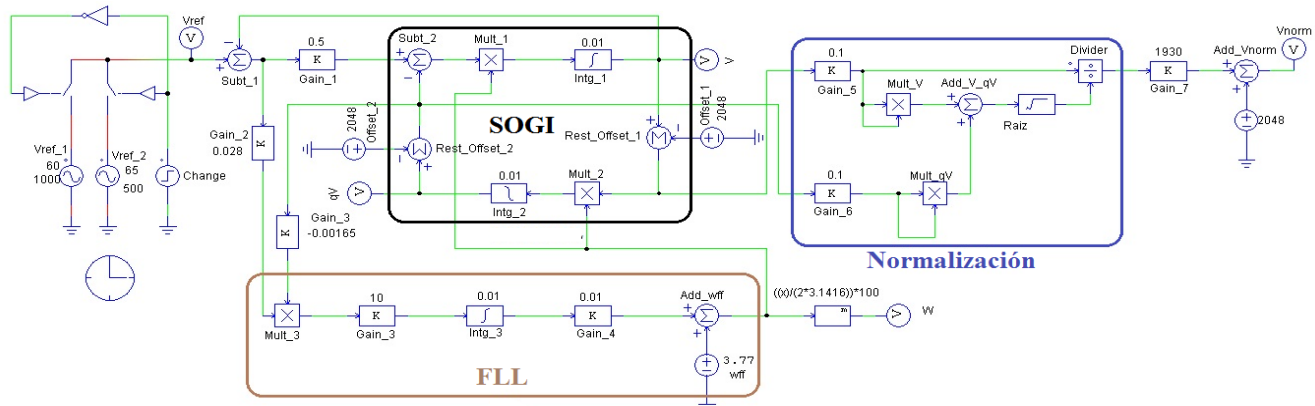 Vref
V
Subt_1
0.5
K
Gain_1
Subt_2
Mult_1
0.01
Intg_1
V
V
SOGI
Gain_2
0.028
K
2048
Offset_2
Rest_Offset_2
Rest_Offset_1
Offset_1
2048
V
qV
0.01
Intg_2
Mult_2
Vref_1
60
1000
Vref_2
65
500
Change
Gain_3
-0.00165
K
Mult_3
10
K
Gain_3
0.01
Intg_3
0.01
K
Gain_4
Add_wff
3.77
wff
FLL
((x)/(2*3.1416))*100
m
V
W
0.1
K
Gain_5
Mult_V
Add_V_qV
Raiz
Divider
0.1
K
Gain_6
Mult_qV
Normalización
1930
K
Gain_7
Add_Vnorm
Vnorm
V
2048